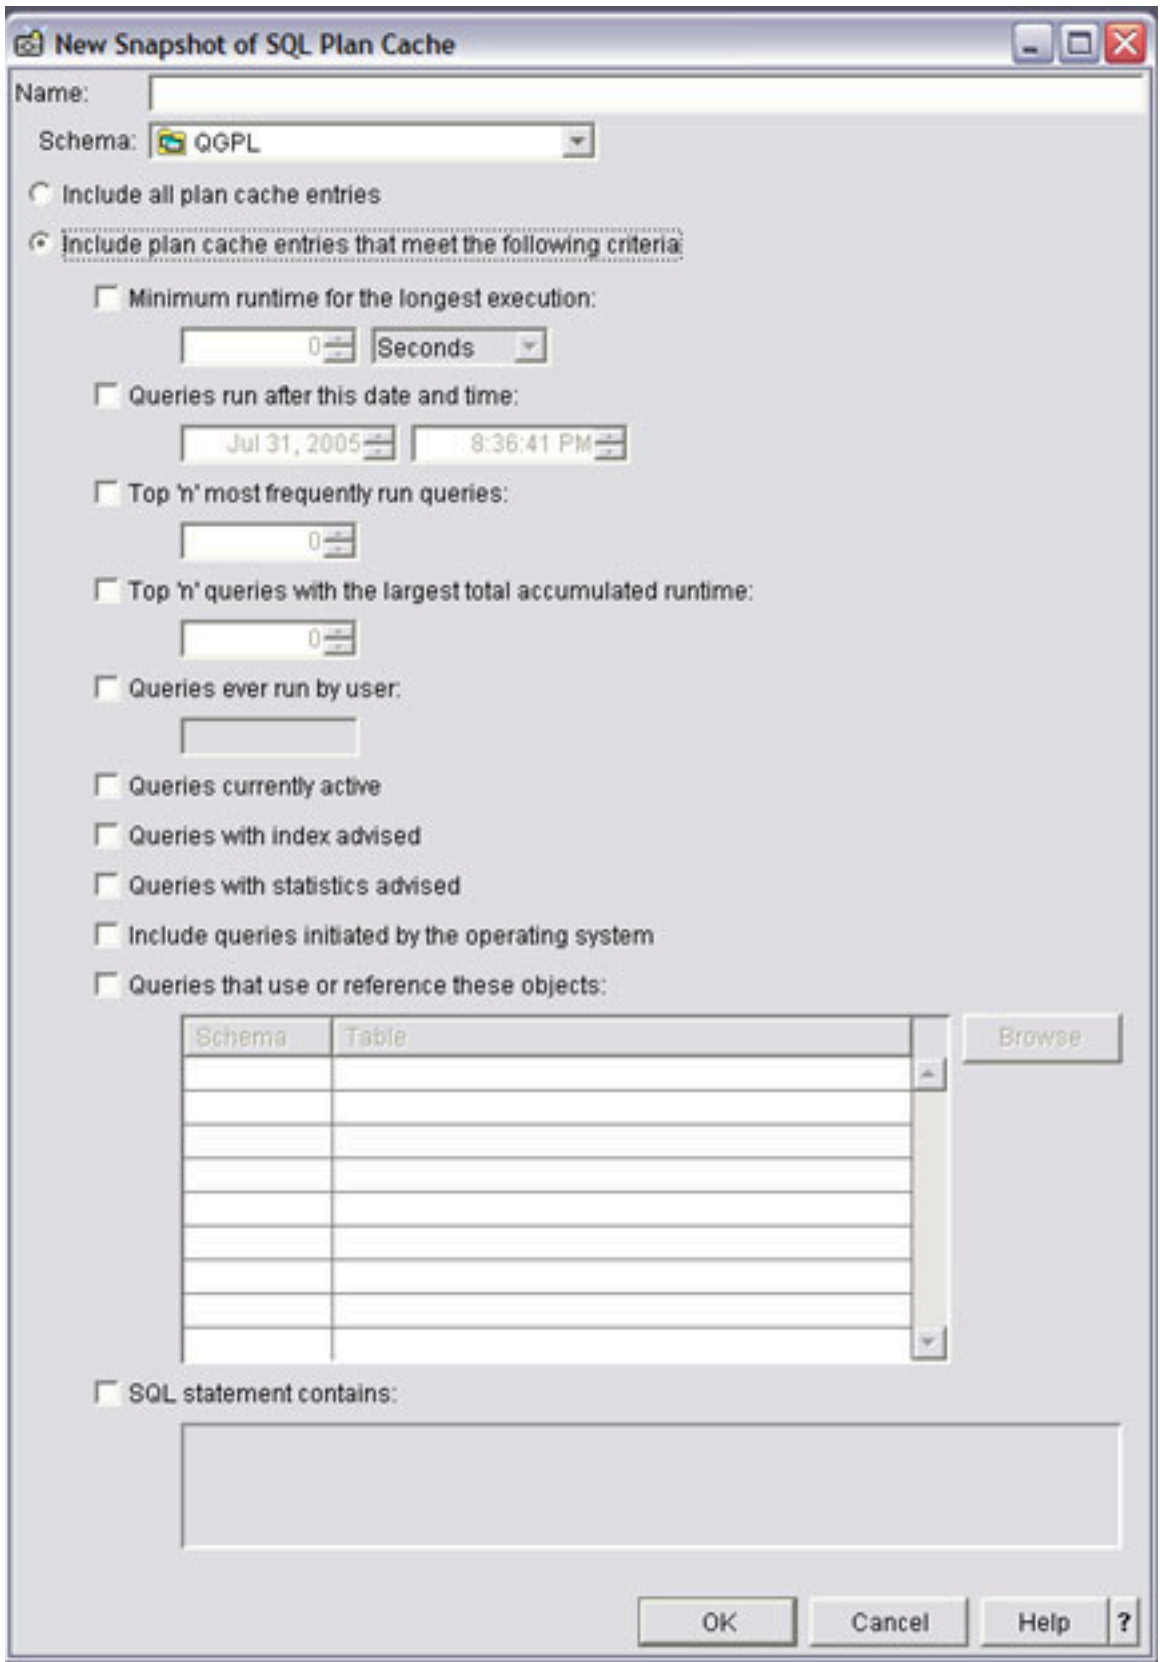 New Snapshot of SQL Plan Cache
Name:
Schema: QGPL
Include all plan cache entries
Include plan cache entries that meet the following criteria
Minimum runtime for the longest execution:
0 Seconds
Queries run after this date and time:
Jul 31, 2005 8:36:41 PM
Top 'n' most frequently run queries:
0
Top 'n' queries with the largest total accumulated runtime:
0
Queries ever run by user:
Queries currently active
Queries with index advised
Queries with statistics advised
Include queries initiated by the operating system
Queries that use or reference these objects:
Schema Table Browse
SQL statement contains:
OK Cancel Help ?